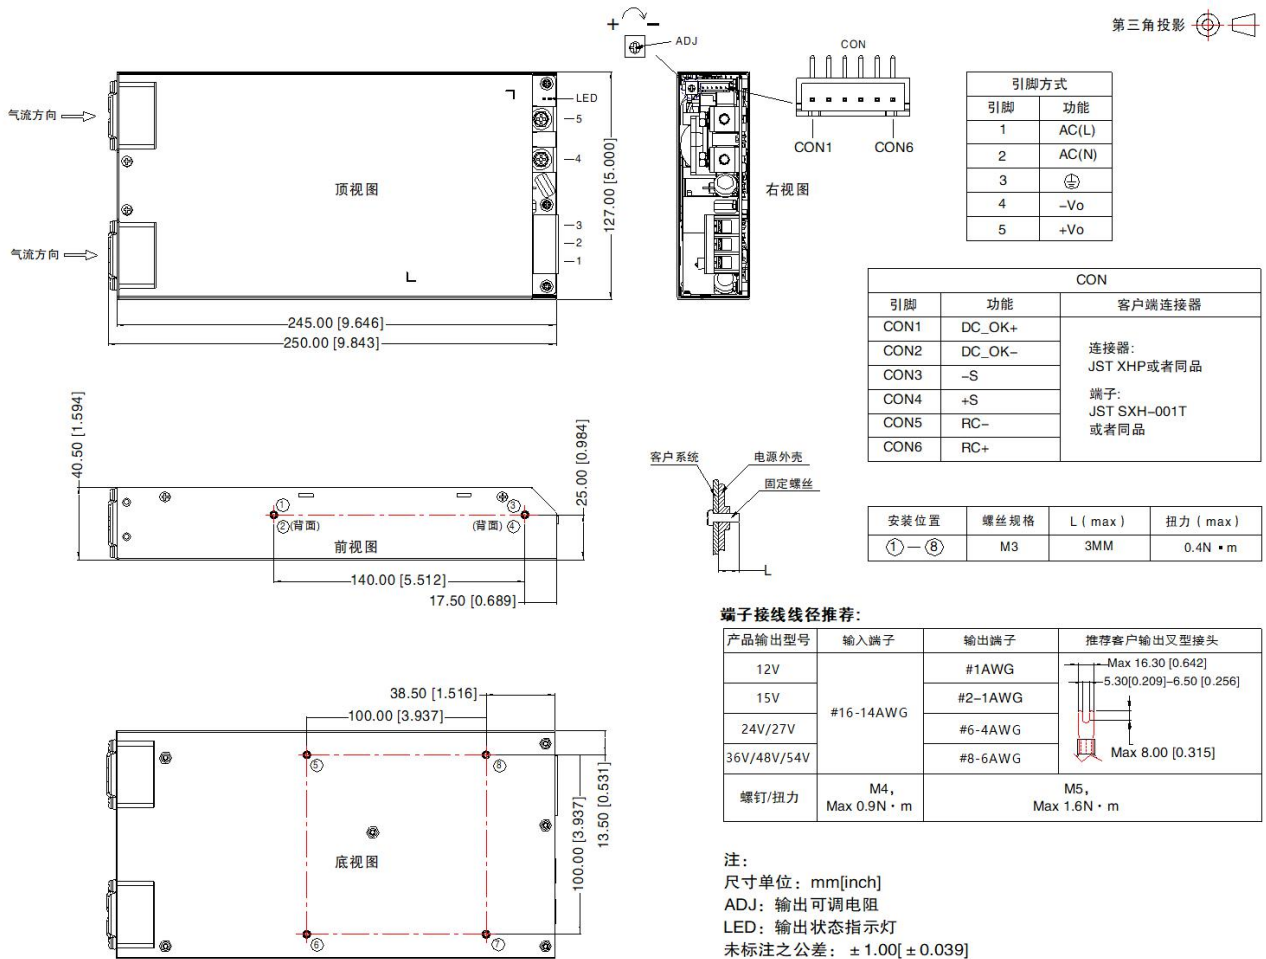 第三角投影
+
−
ADJ
CON
CON1
CON6
右视图
气流方向
气流方向
顶视图
LED
5
4
3
2
1
127.00 [5.000]
245.00 [9.646]
250.00 [9.843]
引脚方式
引脚 功能
1 AC(L)
2 AC(N)
3
4 −Vo
5 +Vo
CON
引脚 功能 客户端连接器
CON1 DC_OK+
CON2 DC_OK−
CON3 −S
CON4 +S
CON5 RC−
CON6 RC+
连接器:
JST XHP或者同品
端子:
JST SXH−001T
或者同品
40.50 [1.594]
25.00 [0.984]
①
②(背面)
③
(背面) ④
前视图
140.00 [5.512]
17.50 [0.689]
客户系统
电源外壳
固定螺丝
L
安装位置 螺丝规格 L(max) 扭力(max)
①—⑧ M3 3MM 0.4N▪m
端子接线线径推荐:
产品输出型号 输入端子 输出端子 推荐客户输出叉型接头
12V #1AWG
15V #2−1AWG
24V/27V #6-4AWG
36V/48V/54V #8-6AWG
#16-14AWG
Max 16.30 [0.642]
5.30[0.209]−6.50 [0.256]
Max 8.00 [0.315]
螺钉/扭力
M4,
Max 0.9N・m
M5,
Max 1.6N・m
38.50 [1.516]
100.00 [3.937]
⑤
⑧
⑥
⑦
底视图
100.00 [3.937]
13.50 [0.531]
注:
尺寸单位: mm[inch]
ADJ: 输出可调电阻
LED: 输出状态指示灯
未标注之公差: ±1.00[±0.039]